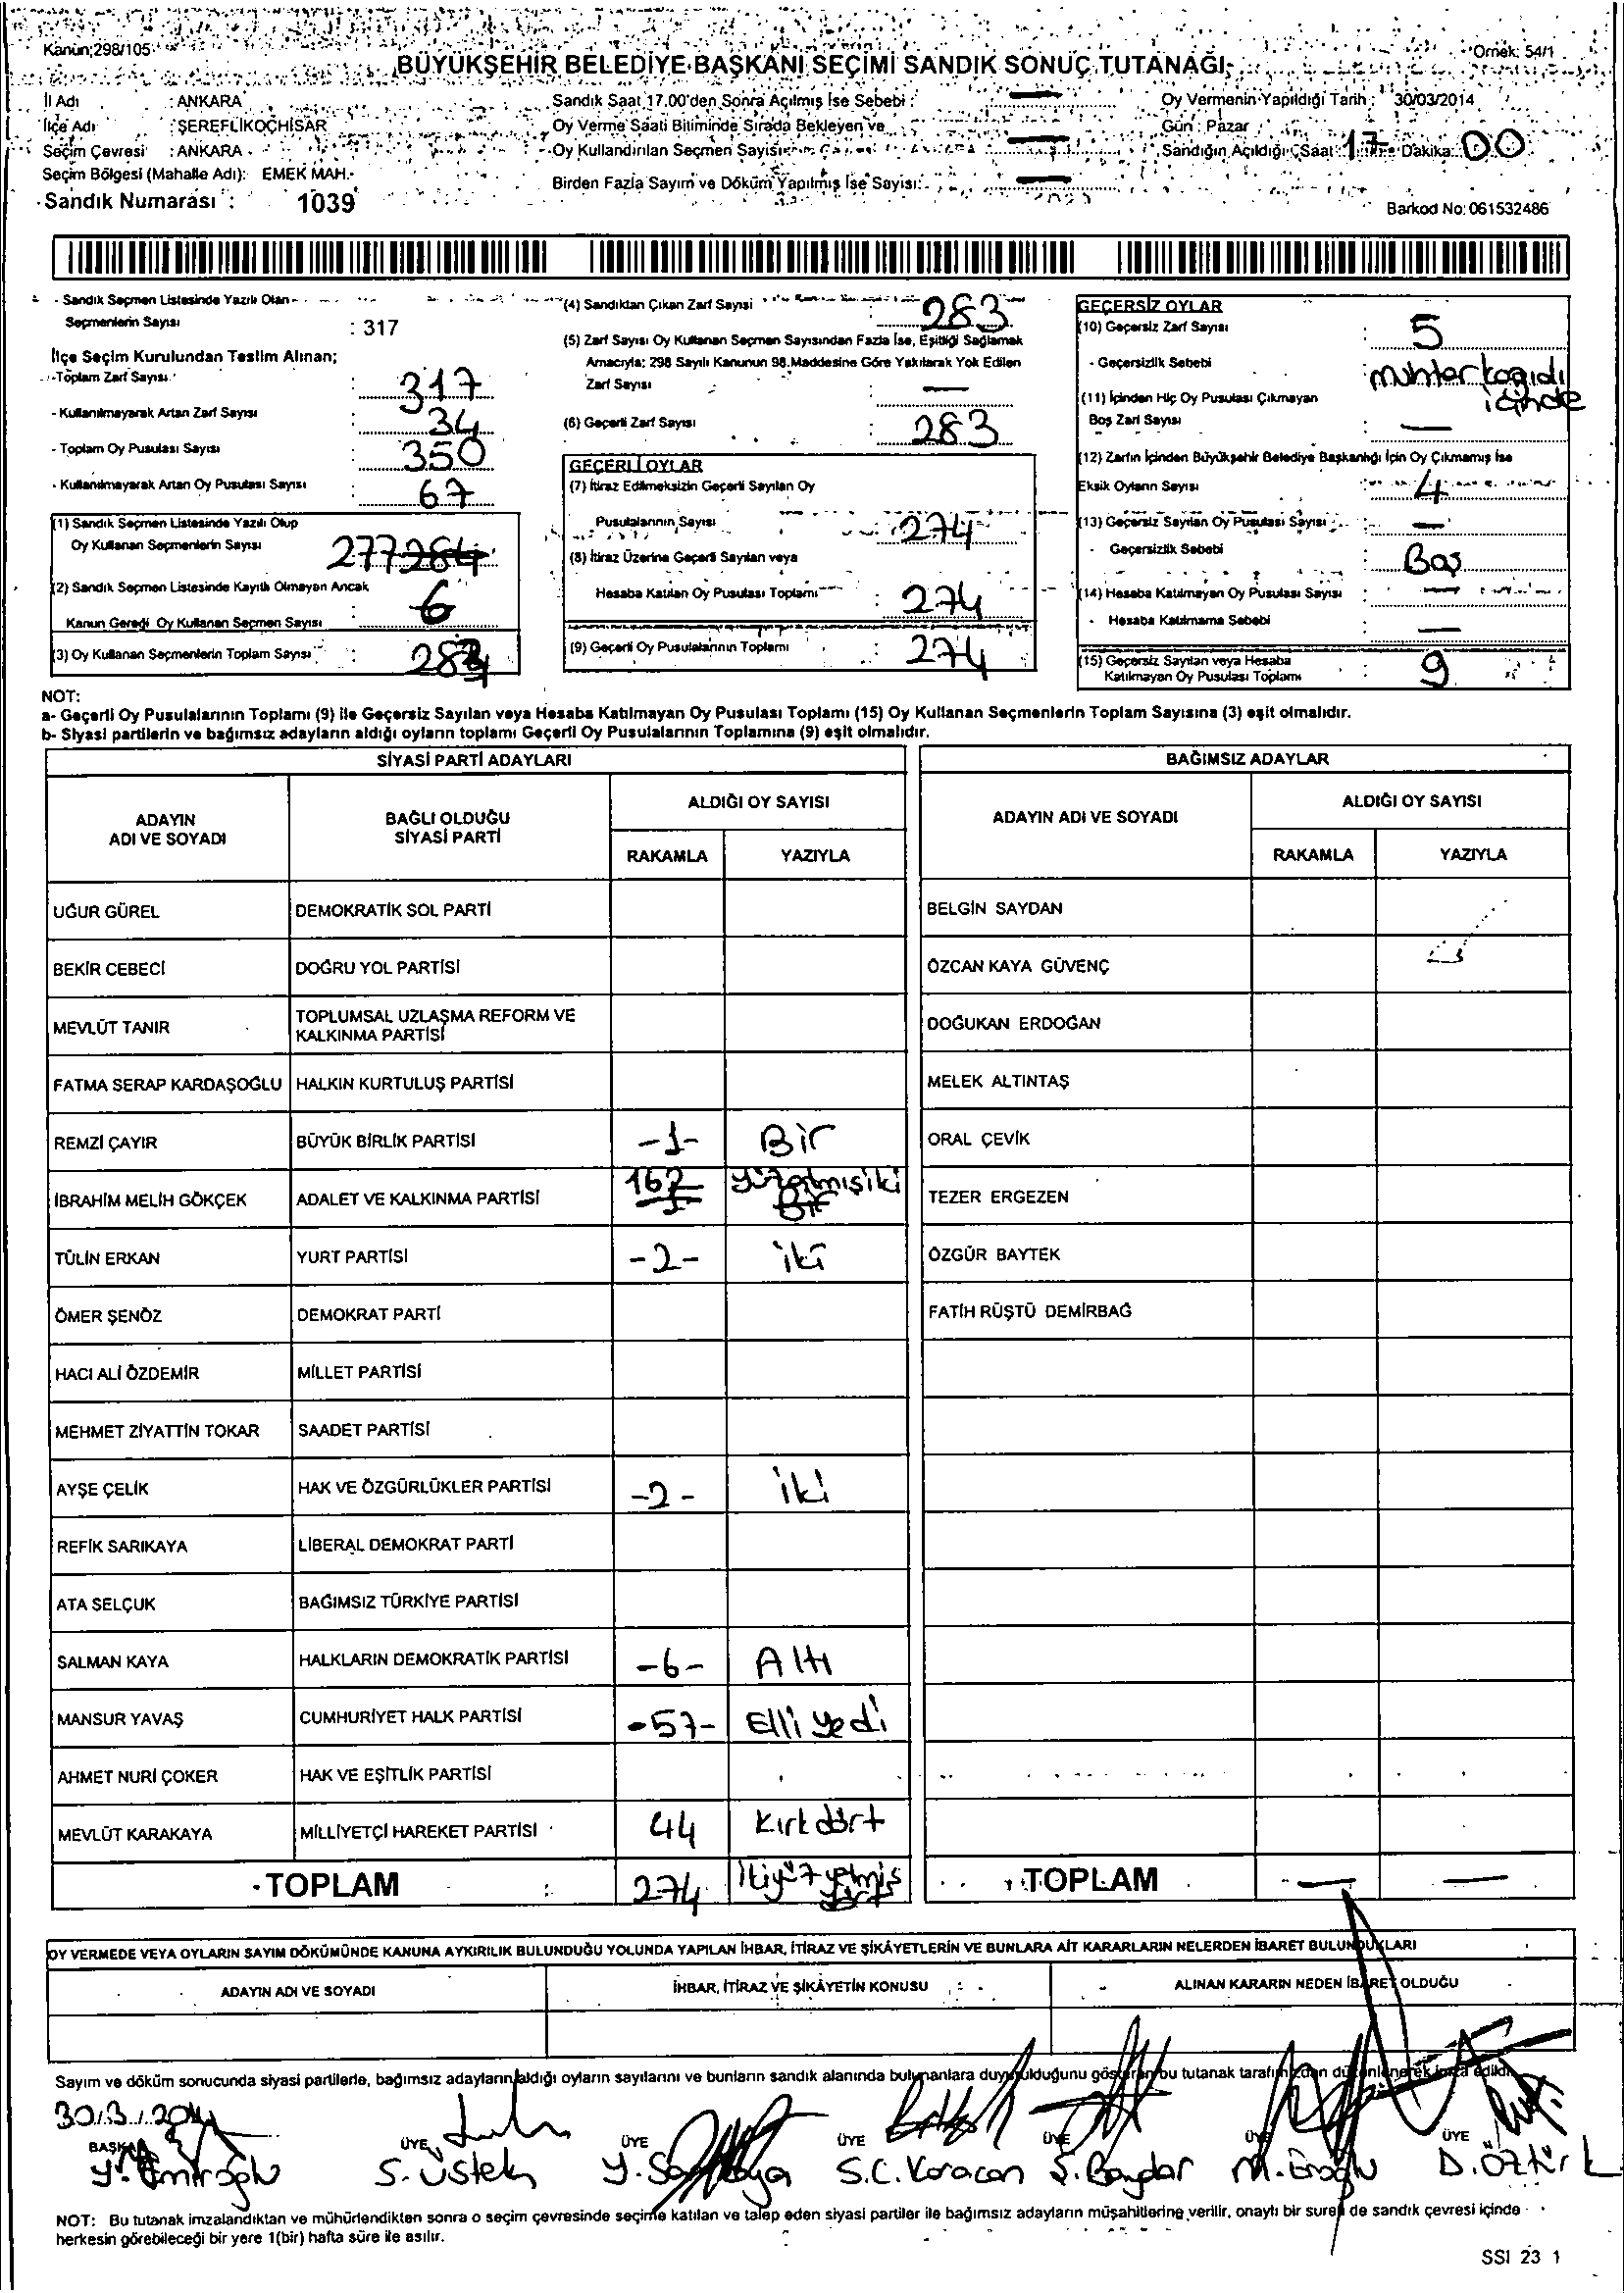 Kanun;298/105
Örnek: 54/1
BÜYÜKŞEHİR BELEDİYE BAŞKANI SEÇİMİ SANDIK SONUÇ TUTANAĞI
İl Adı : ANKARA
İlçe Adı : ŞEREFLİKOÇHİSAR
Seçim Çevresi : ANKARA
Seçim Bölgesi (Mahalle Adı): EMEK MAH.
Sandık Numarası : 1039
Sandık Saat 17.00'den Sonra Açılmış İse Sebebi : —
Oy Verme Saati Bitiminde Sırada Bekleyen ve
Oy Kullandırılan Seçmen Sayısı: —
Birden Fazla Sayım ve Döküm Yapılmış İse Sayısı: —
Oy Vermenin Yapıldığı Tarih : 30/03/2014
Gün : Pazar
Sandığın Açıldığı Saat : 17 Dakika: 00
Barkod No: 061532486
- Sandık Seçmen Listesinde Yazılı Olan
Seçmenlerin Sayısı : 317
İlçe Seçim Kurulundan Teslim Alınan;
-Toplam Zarf Sayısı : 317
- Kullanılmayarak Artan Zarf Sayısı : 34
- Toplam Oy Pusulası Sayısı : 350
- Kullanılmayarak Artan Oy Pusulası Sayısı : 67
(1) Sandık Seçmen Listesinde Yazılı Olup
Oy Kullanan Seçmenlerin Sayısı 277 284
(2) Sandık Seçmen Listesinde Kayıtlı Olmayan Ancak
Kanun Gereği Oy Kullanan Seçmen Sayısı 6
(3) Oy Kullanan Seçmenlerin Toplam Sayısı : 283
(4) Sandıktan Çıkan Zarf Sayısı : 283
(5) Zarf Sayısı Oy Kullanan Seçmen Sayısından Fazla İse, Eşitliği Sağlamak
Amacıyla; 298 Sayılı Kanunun 98.Maddesine Göre Yakılarak Yok Edilen
Zarf Sayısı : —
(6) Geçerli Zarf Sayısı : 283
GEÇERLİ OYLAR
(7) İtiraz Edilmeksizin Geçerli Sayılan Oy
Pusulalarının Sayısı : 274
(8) İtiraz Üzerine Geçerli Sayılan veya
Hesaba Katılan Oy Pusulası Toplamı : 274
(9) Geçerli Oy Pusulalarının Toplamı : 274
GEÇERSİZ OYLAR
(10) Geçersiz Zarf Sayısı : 5
- Geçersizlik Sebebi : muhtar kağıdı
içinde
(11) İçinden Hiç Oy Pusulası Çıkmayan
Boş Zarf Sayısı : —
(12) Zarfın İçinden Büyükşehir Belediye Başkanlığı İçin Oy Çıkmamış İse
Eksik Oyların Sayısı 4
(13) Geçersiz Sayılan Oy Pusulası Sayısı : —
- Geçersizlik Sebebi : Boş
(14) Hesaba Katılmayan Oy Pusulası Sayısı : —
- Hesaba Katılmama Sebebi : —
(15) Geçersiz Sayılan veya Hesaba
Katılmayan Oy Pusulası Toplamı : 9
NOT:
a- Geçerli Oy Pusulalarının Toplamı (9) ile Geçersiz Sayılan veya Hesaba Katılmayan Oy Pusulası Toplamı (15) Oy Kullanan Seçmenlerin Toplam Sayısına (3) eşit olmalıdır.
b- Siyasi partilerin ve bağımsız adayların aldığı oyların toplamı Geçerli Oy Pusulalarının Toplamına (9) eşit olmalıdır.
SİYASİ PARTİ ADAYLARI
ADAYIN ADI VE SOYADI
BAĞLI OLDUĞU SİYASİ PARTİ
ALDIĞI OY SAYISI
RAKAMLA YAZIYLA
UĞUR GÜREL DEMOKRATİK SOL PARTİ
BEKİR CEBECİ DOĞRU YOL PARTİSİ
MEVLÜT TANIR TOPLUMSAL UZLAŞMA REFORM VE
KALKINMA PARTİSİ
FATMA SERAP KARDAŞOĞLU HALKIN KURTULUŞ PARTİSİ
REMZİ ÇAYIR BÜYÜK BİRLİK PARTİSİ -1- Bir
İBRAHİM MELİH GÖKÇEK ADALET VE KALKINMA PARTİSİ 162 yüzatmışiki
Bir
TÜLİN ERKAN YURT PARTİSİ -2- iki
ÖMER ŞENÖZ DEMOKRAT PARTİ
HACI ALİ ÖZDEMİR MİLLET PARTİSİ
MEHMET ZİYATTİN TOKAR SAADET PARTİSİ
AYŞE ÇELİK HAK VE ÖZGÜRLÜKLER PARTİSİ -2- iki
REFİK SARIKAYA LİBERAL DEMOKRAT PARTİ
ATA SELÇUK BAĞIMSIZ TÜRKİYE PARTİSİ
SALMAN KAYA HALKLARIN DEMOKRATİK PARTİSİ -6- Altı
MANSUR YAVAŞ CUMHURİYET HALK PARTİSİ -57- Elli yedi
AHMET NURİ ÇOKER HAK VE EŞİTLİK PARTİSİ
MEVLÜT KARAKAYA MİLLİYETÇİ HAREKET PARTİSİ 44 Kırk dört
TOPLAM : 274 ikiyüzyetmiş
dört
BAĞIMSIZ ADAYLAR
ADAYIN ADI VE SOYADI
ALDIĞI OY SAYISI
RAKAMLA YAZIYLA
BELGİN SAYDAN
ÖZCAN KAYA GÜVENÇ
DOĞUKAN ERDOĞAN
MELEK ALTINTAŞ
ORAL ÇEVİK
TEZER ERGEZEN
ÖZGÜR BAYTEK
FATİH RÜŞTÜ DEMİRBAĞ
TOPLAM — —
OY VERMEDE VEYA OYLARIN SAYIM DÖKÜMÜNDE KANUNA AYKIRILIK BULUNDUĞU YOLUNDA YAPILAN İHBAR, İTİRAZ VE ŞİKÂYETLERİN VE BUNLARA AİT KARARLARIN NELERDEN İBARET BULUNDUKLARI
ADAYIN ADI VE SOYADI İHBAR, İTİRAZ VE ŞİKÂYETİN KONUSU ALINAN KARARIN NEDEN İBARET OLDUĞU
Sayım ve döküm sonucunda siyasi partilerle, bağımsız adayların aldığı oyların sayılarını ve bunların sandık alanında bulunanlara duyurulduğunu gösteren bu tutanak tarafımızdan düzenlenerek imza edildi.
30/3/2014
BAŞKAN ÜYE ÜYE ÜYE ÜYE ÜYE ÜYE
Y. Emiroğlu S. Üstek S.C. Karacan S. Baydar M. Eroğlu D. Öztürk
NOT: Bu tutanak imzalandıktan ve mühürlendikten sonra o seçim çevresinde seçime katılan ve talep eden siyasi partiler ile bağımsız adayların müşahitlerine verilir, onaylı bir sureti de sandık çevresi içinde
herkesin görebileceği bir yere 1(bir) hafta süre ile asılır.
SSI 23 1